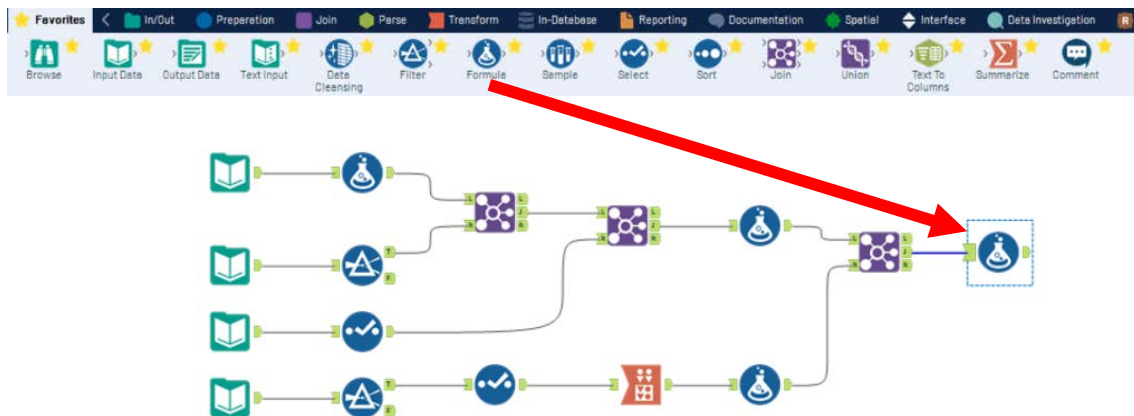 Favorites In/Out Preparation Join Parse Transform In-Database Reporting Documentation Spatial Interface Data Investigation R
Browse Input Data Output Data Text Input Data Cleansing Filter Formula Sample Select Sort Join Union Text To Columns Summarize Comment
L
J
R
L
R
T
F
L
J
R
L
R
L
J
R
L
R
T
F